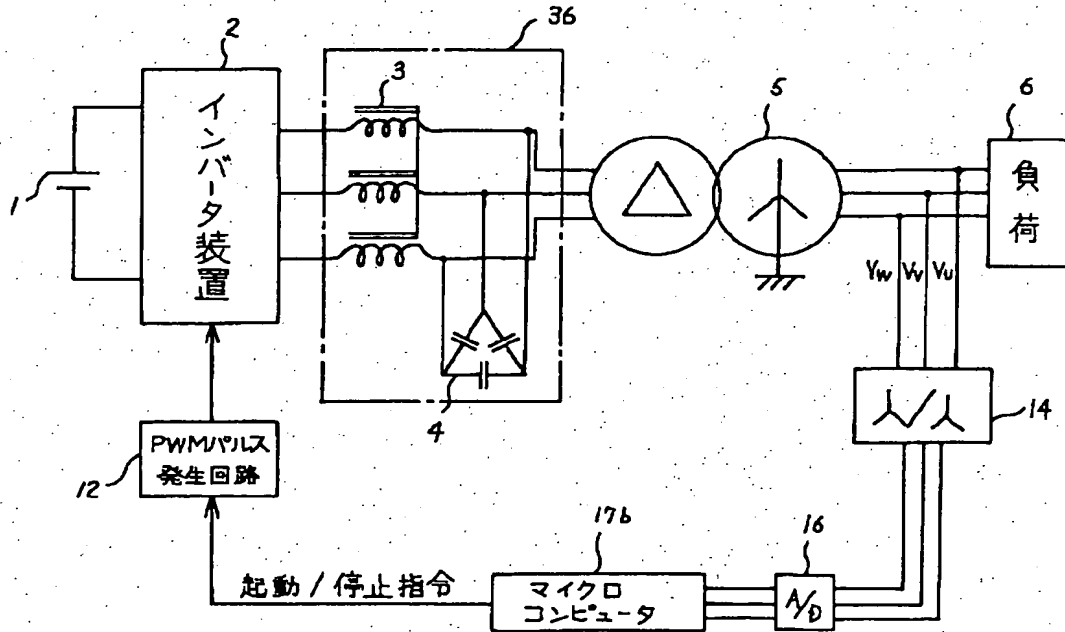 36
2
3
5
6
インバータ装置
負荷
1
Vw Vv Vu
4
14
PWMパルス
発生回路
12
17b
16
起動/停止指令
マイクロ
コンピュータ
A/D